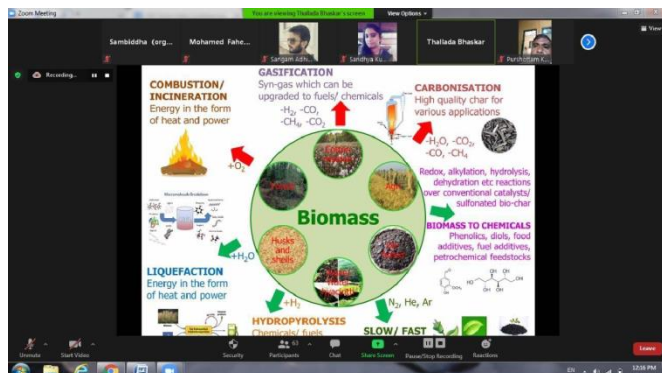 Zoom Meeting
You are viewing Thallada Bhaskar's screen
View Options
View
Sambiddha (org...
Mohamed Fahe...
Thallada Bhaskar
Sangam Adh...
Sandhya Ku...
Purshottam K...
Recording...
COMBUSTION/
INCINERATION
Energy in the form
of heat and power
+O₂
GASIFICATION
Syn-gas which can be
upgraded to fuels/ chemicals
-H₂, -CO,
-CH₄, -CO₂
CARBONISATION
High quality char for
various applications
-H₂O, -CO₂,
-CO, -CH₄
Redox, alkylation, hydrolysis,
dehydration etc reactions
over conventional catalysts/
sulfonated bio-char
BIOMASS TO CHEMICALS
Phenolics, diols, food
additives, fuel additives,
petrochemical feedstocks
Biomass
Husks and
shells
+H₂O
LIQUEFACTION
Energy in the form
of heat and power
+H₂
HYDROPYROLYSIS
Chemicals/ fuels
N₂, He, Ar
SLOW/ FAST
Unmute
Start Video
Security
Participants
63
Chat
Share Screen
Pause/Stop Recording
Reactions
Leave
EN
12:16 PM